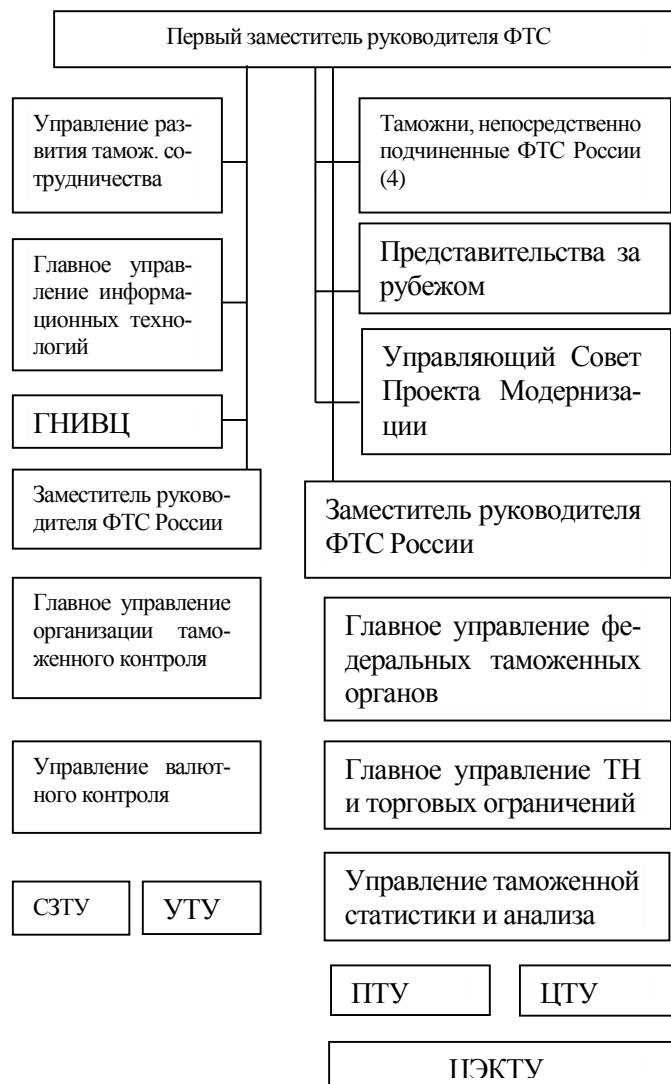 Первый заместитель руководителя ФТС
Управление раз-
вития тамож. со-
трудничества
Главное управ-
ление информа-
ционных техно-
логий
ГНИВЦ
Заместитель руково-
дителя ФТС России
Главное управление
организации тамо-
женного контроля
Управление валют-
ного контроля
СЗТУ
УТУ
Таможни, непосредственно
подчиненные ФТС России
(4)
Представительства за
рубежом
Управляющий Совет
Проекта Модерниза-
ции
Заместитель руководителя
ФТС России
Главное управление фе-
деральных таможенных
органов
Главное управление ТН
и торговых ограничений
Управление таможенной
статистики и анализа
ПТУ
ЦТУ
ЦЭКТУ